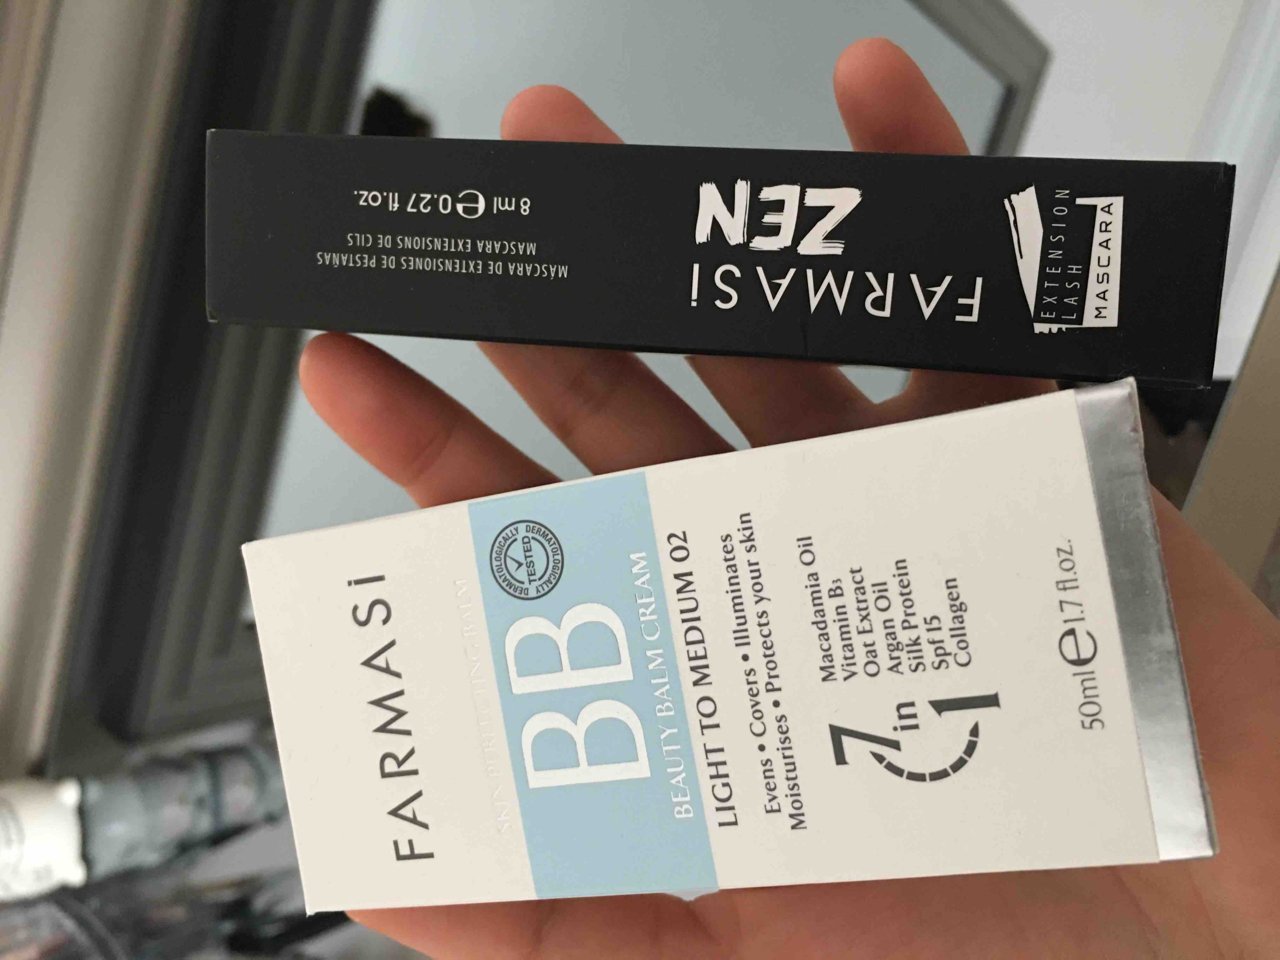 FARMASi
ZEN
EXTENSION
LASH
MASCARA
MÁSCARA DE EXTENSIONES DE PESTAÑAS
MASCARA EXTENSIONS DE CILS
8 ml ℮ 0.27 fl.oz.
FARMASi
SKIN PERFECTING BALM
BB
DERMATOLOGICALLY DERMATOLOGICALLY
TESTED
BEAUTY BALM CREAM
LIGHT TO MEDIUM 02
Evens • Covers • Illuminates
Moisturises • Protects your skin
7 in 1
Macadamia Oil
Vitamin B₃
Oat Extract
Argan Oil
Silk Protein
Spf 15
Collagen
50ml ℮ 1.7 fl.oz.